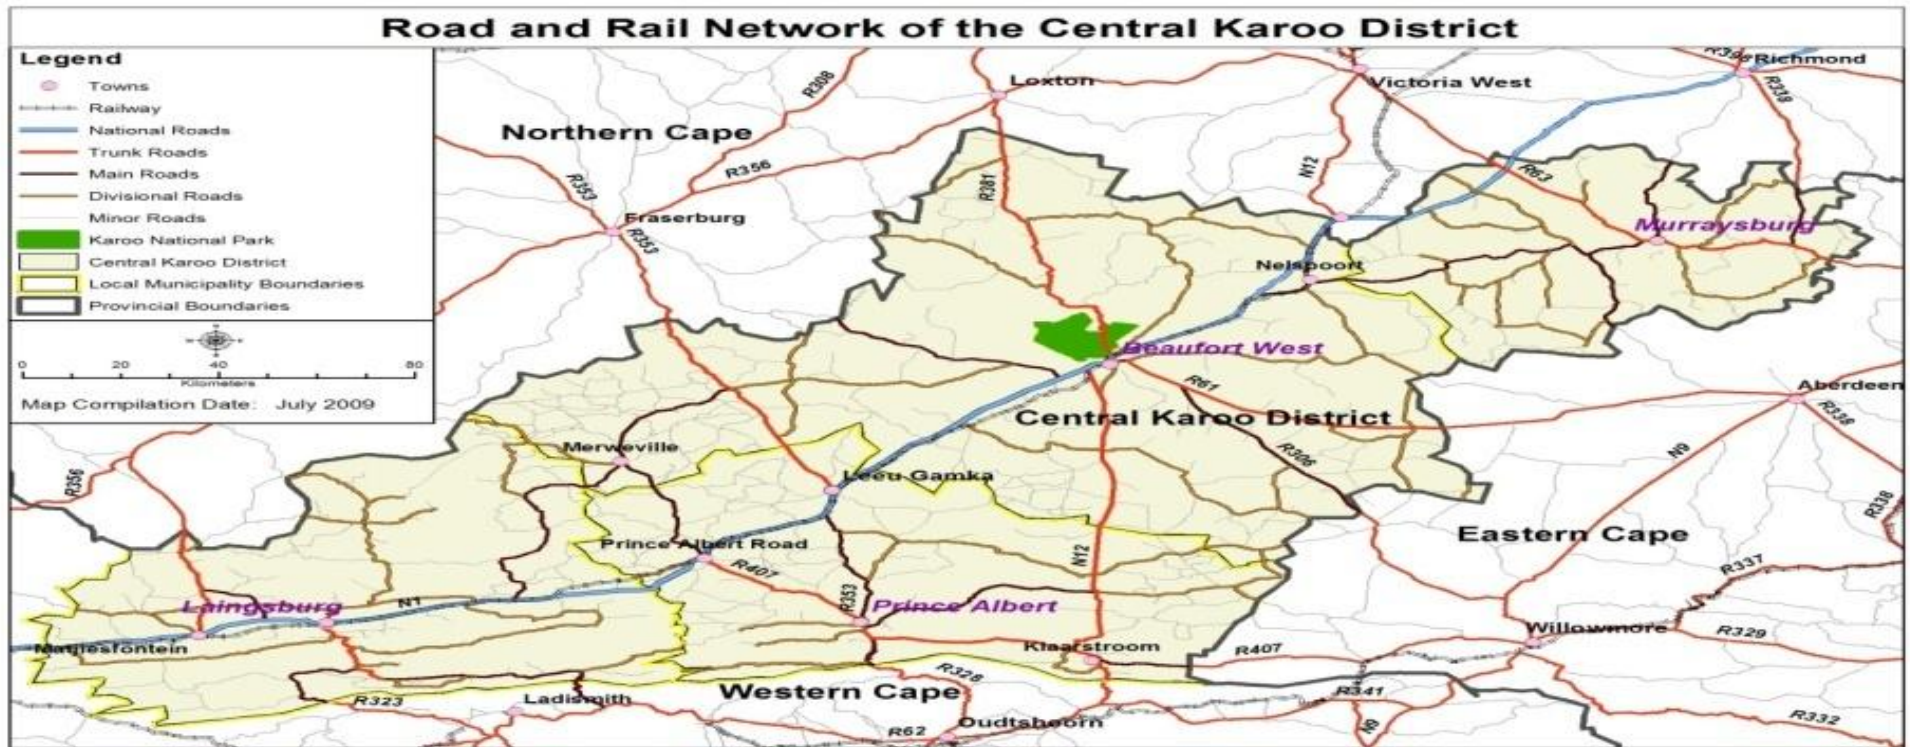 Road and Rail Network of the Central Karoo District
Legend
Towns
Railway
National Roads
Trunk Roads
Main Roads
Divisional Roads
Minor Roads
Karoo National Park
Central Karoo District
Local Municipality Boundaries
Provincial Boundaries
0 20 40 80
Kilometers
Map Compilation Date: July 2009
R308
Loxton
Victoria West
Richmond
R338
Northern Cape
R356
R353
Fraserburg
R353
R381
N12
R63
Murraysburg
Nelspoort
Beaufort West
R61
Aberdeen
R338
Central Karoo District
Merweville
R306
N9
Leeu Gamka
R356
R338
Eastern Cape
Prince Albert Road
R407
N12
R337
Laingsburg
N1
R353
Prince Albert
Willowmore
R329
Matjiesfontein
Klaarstroom
R407
R328
Western Cape
R323
Ladismith
R341
Oudtshoorn
R62
N9
R332